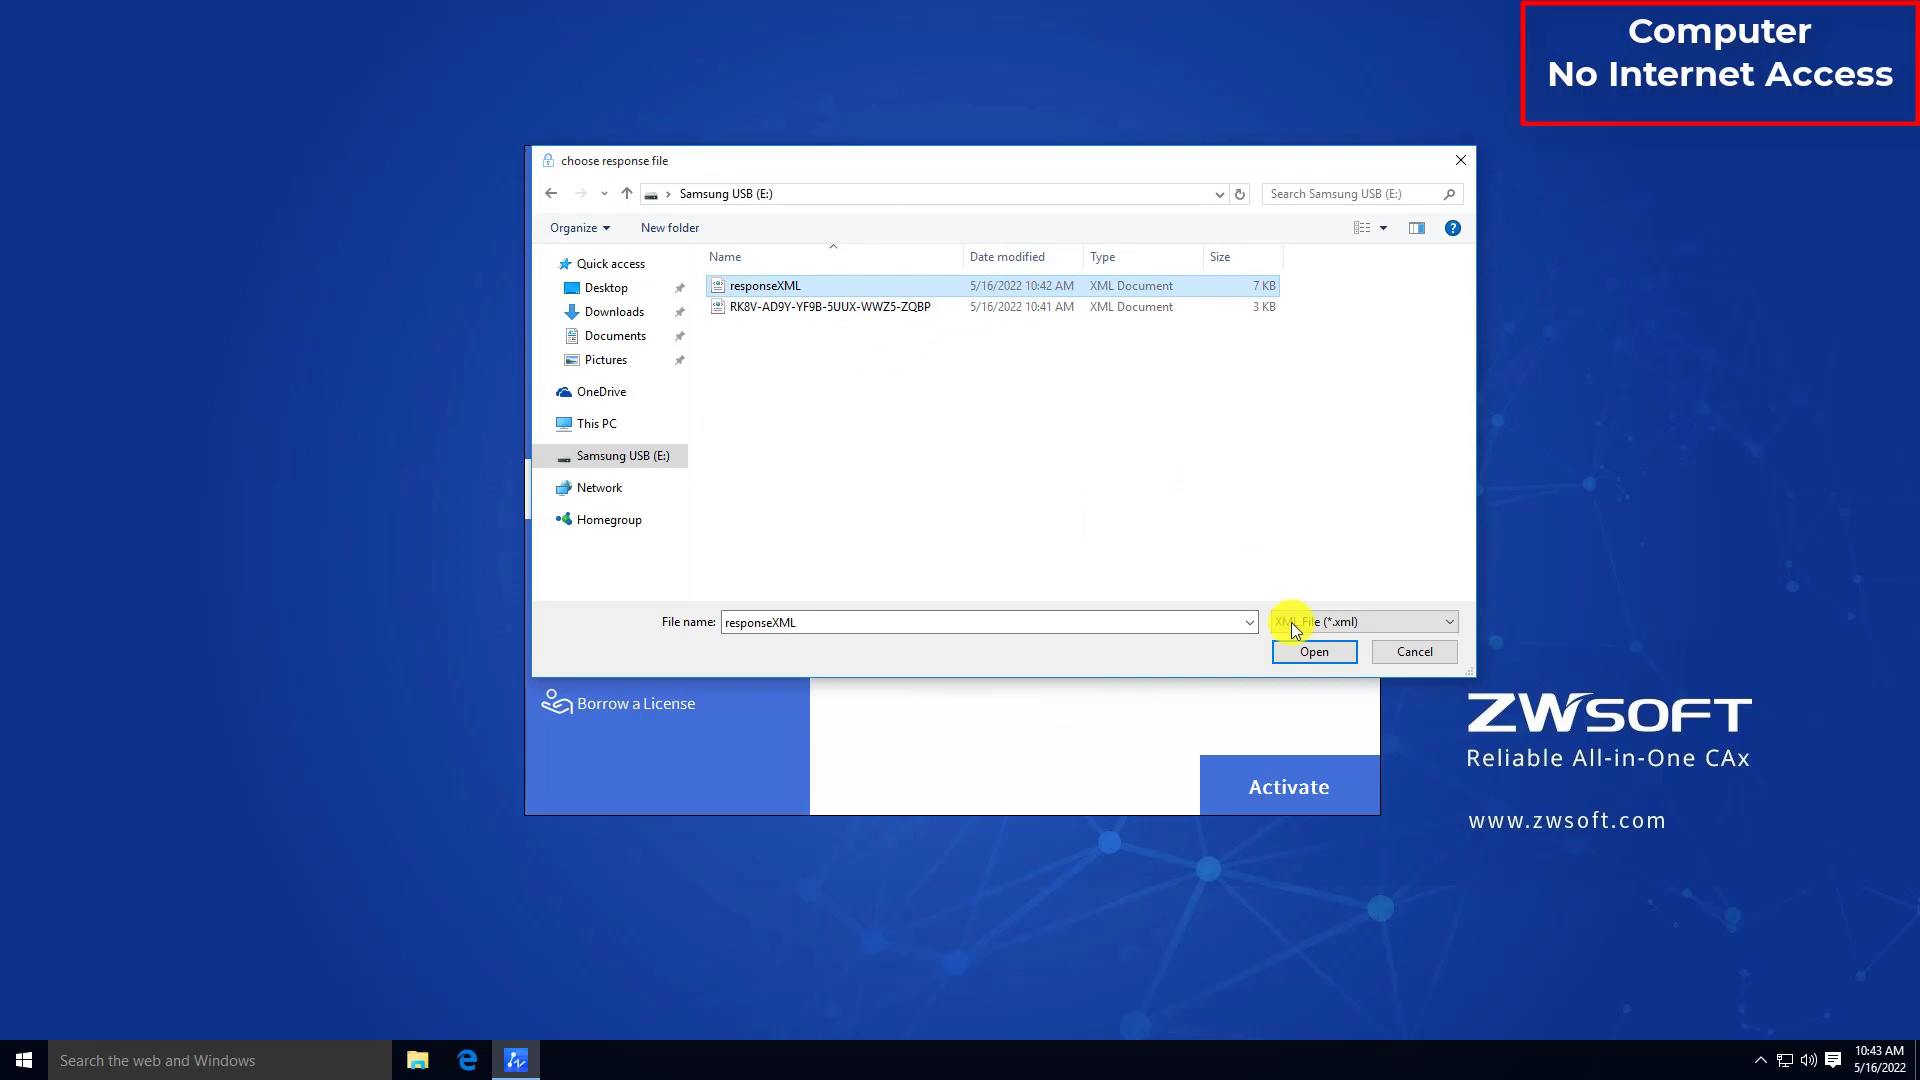 Computer
No Internet Access
choose response file
Samsung USB (E:)
Search Samsung USB (E:)
Organize
New folder
Name
Date modified
Type
Size
Quick access
Desktop
Downloads
Documents
Pictures
OneDrive
This PC
Samsung USB (E:)
Network
Homegroup
responseXML 5/16/2022 10:42 AM XML Document 7 KB
RK8V-AD9Y-YF9B-5UUX-WWZ5-ZQBP 5/16/2022 10:41 AM XML Document 3 KB
File name: responseXML
XML File (*.xml)
Open
Cancel
Borrow a License
Activate
ZWSOFT
Reliable All-in-One CAx
www.zwsoft.com
Search the web and Windows
10:43 AM
5/16/2022